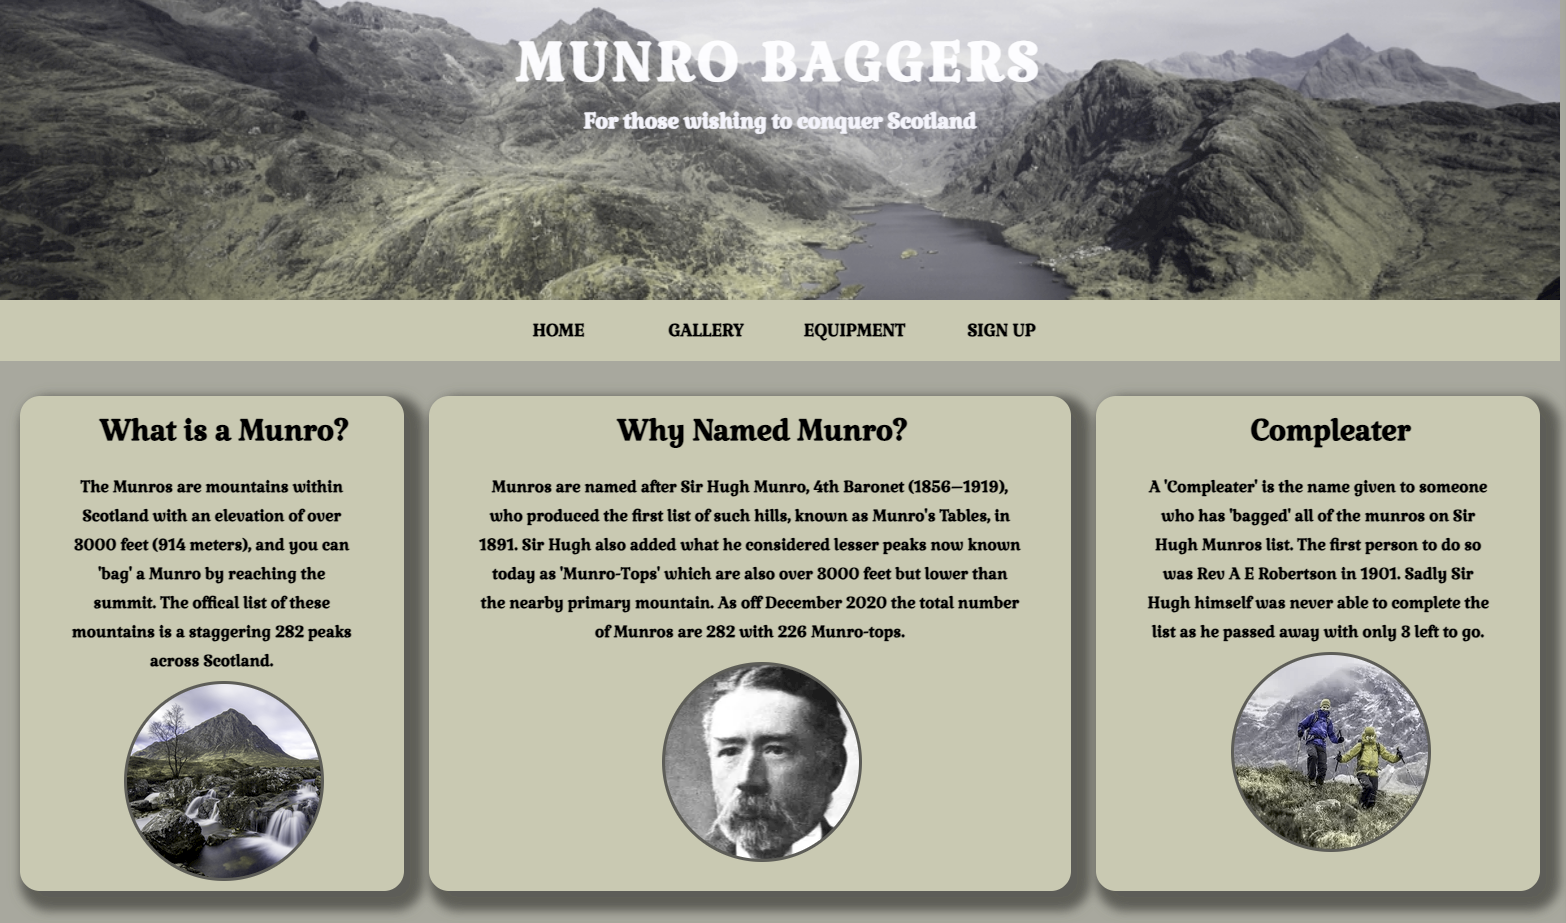 MUNRO BAGGERS
For those wishing to conquer Scotland
HOME
GALLERY
EQUIPMENT
SIGN UP
What is a Munro?
The Munros are mountains within
Scotland with an elevation of over
3000 feet (914 meters), and you can
'bag' a Munro by reaching the
summit. The offical list of these
mountains is a staggering 282 peaks
across Scotland.
Why Named Munro?
Munros are named after Sir Hugh Munro, 4th Baronet (1856–1919),
who produced the first list of such hills, known as Munro's Tables, in
1891. Sir Hugh also added what he considered lesser peaks now known
today as 'Munro-Tops' which are also over 3000 feet but lower than
the nearby primary mountain. As off December 2020 the total number
of Munros are 282 with 226 Munro-tops.
Compleater
A 'Compleater' is the name given to someone
who has 'bagged' all of the munros on Sir
Hugh Munros list. The first person to do so
was Rev A E Robertson in 1901. Sadly Sir
Hugh himself was never able to complete the
list as he passed away with only 3 left to go.